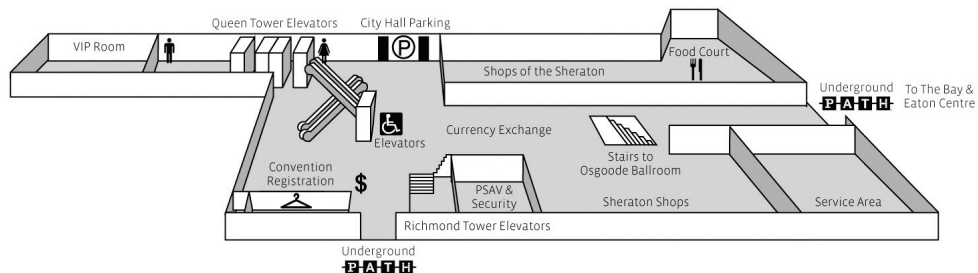 Queen Tower Elevators
City Hall Parking
P
VIP Room
Food Court
Shops of the Sheraton
Underground
PATH
To The Bay &
Eaton Centre
Elevators
Currency Exchange
Stairs to
Osgoode Ballroom
Convention
Registration
$
PSAV &
Security
Sheraton Shops
Service Area
Richmond Tower Elevators
Underground
PATH